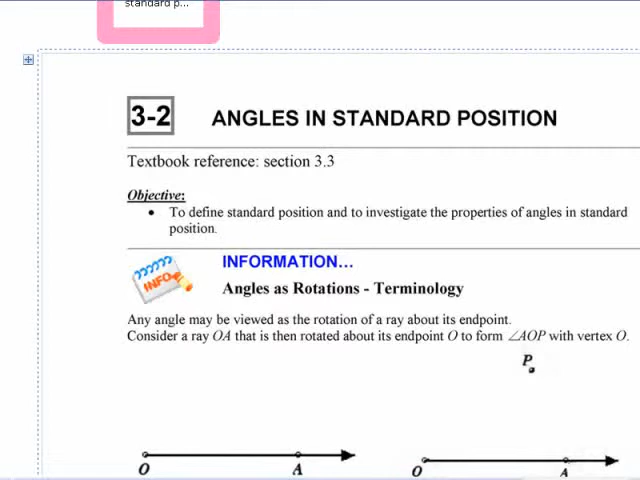 standard p...
3-2 ANGLES IN STANDARD POSITION
Textbook reference: section 3.3
Objective:
• To define standard position and to investigate the properties of angles in standard
position.
INFO
INFORMATION...
Angles as Rotations - Terminology
Any angle may be viewed as the rotation of a ray about its endpoint.
Consider a ray OA that is then rotated about its endpoint O to form ∠AOP with vertex O.
P
O A O A